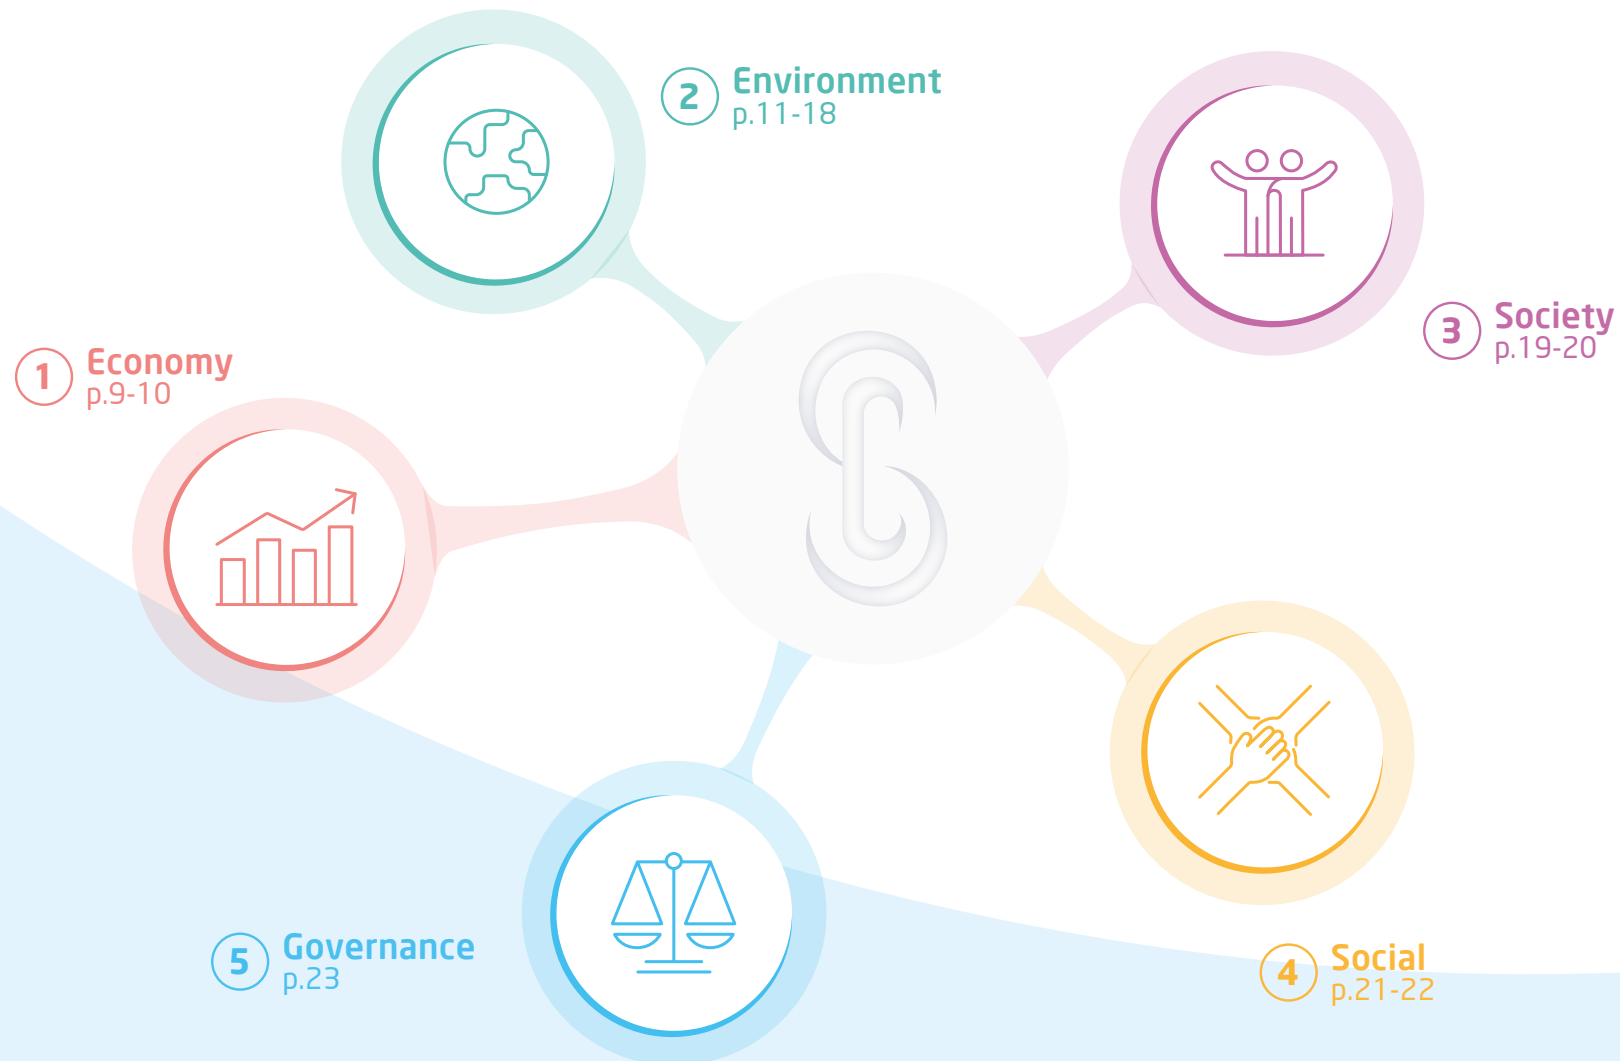 1
Economy
p.9-10
2
Environment
p.11-18
3
Society
p.19-20
4
Social
p.21-22
5
Governance
p.23